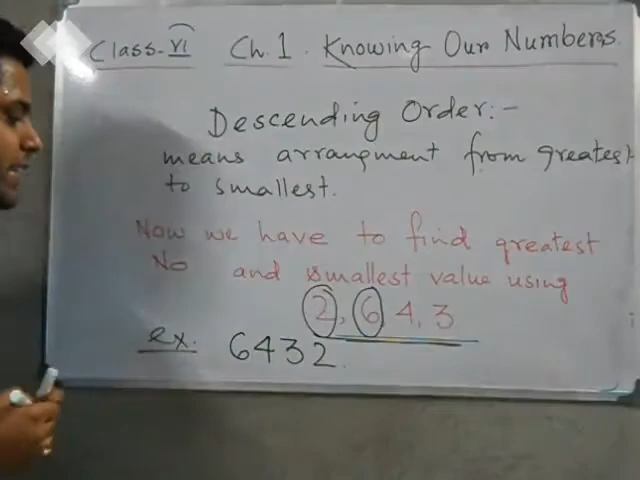 Class-VI Ch. 1. Knowing Our Numbers
Descending Order:-
means arrangment from greatest
to smallest.
Now we have to find greatest
No and smallest value using
2, 6 4, 3
ex. 6432